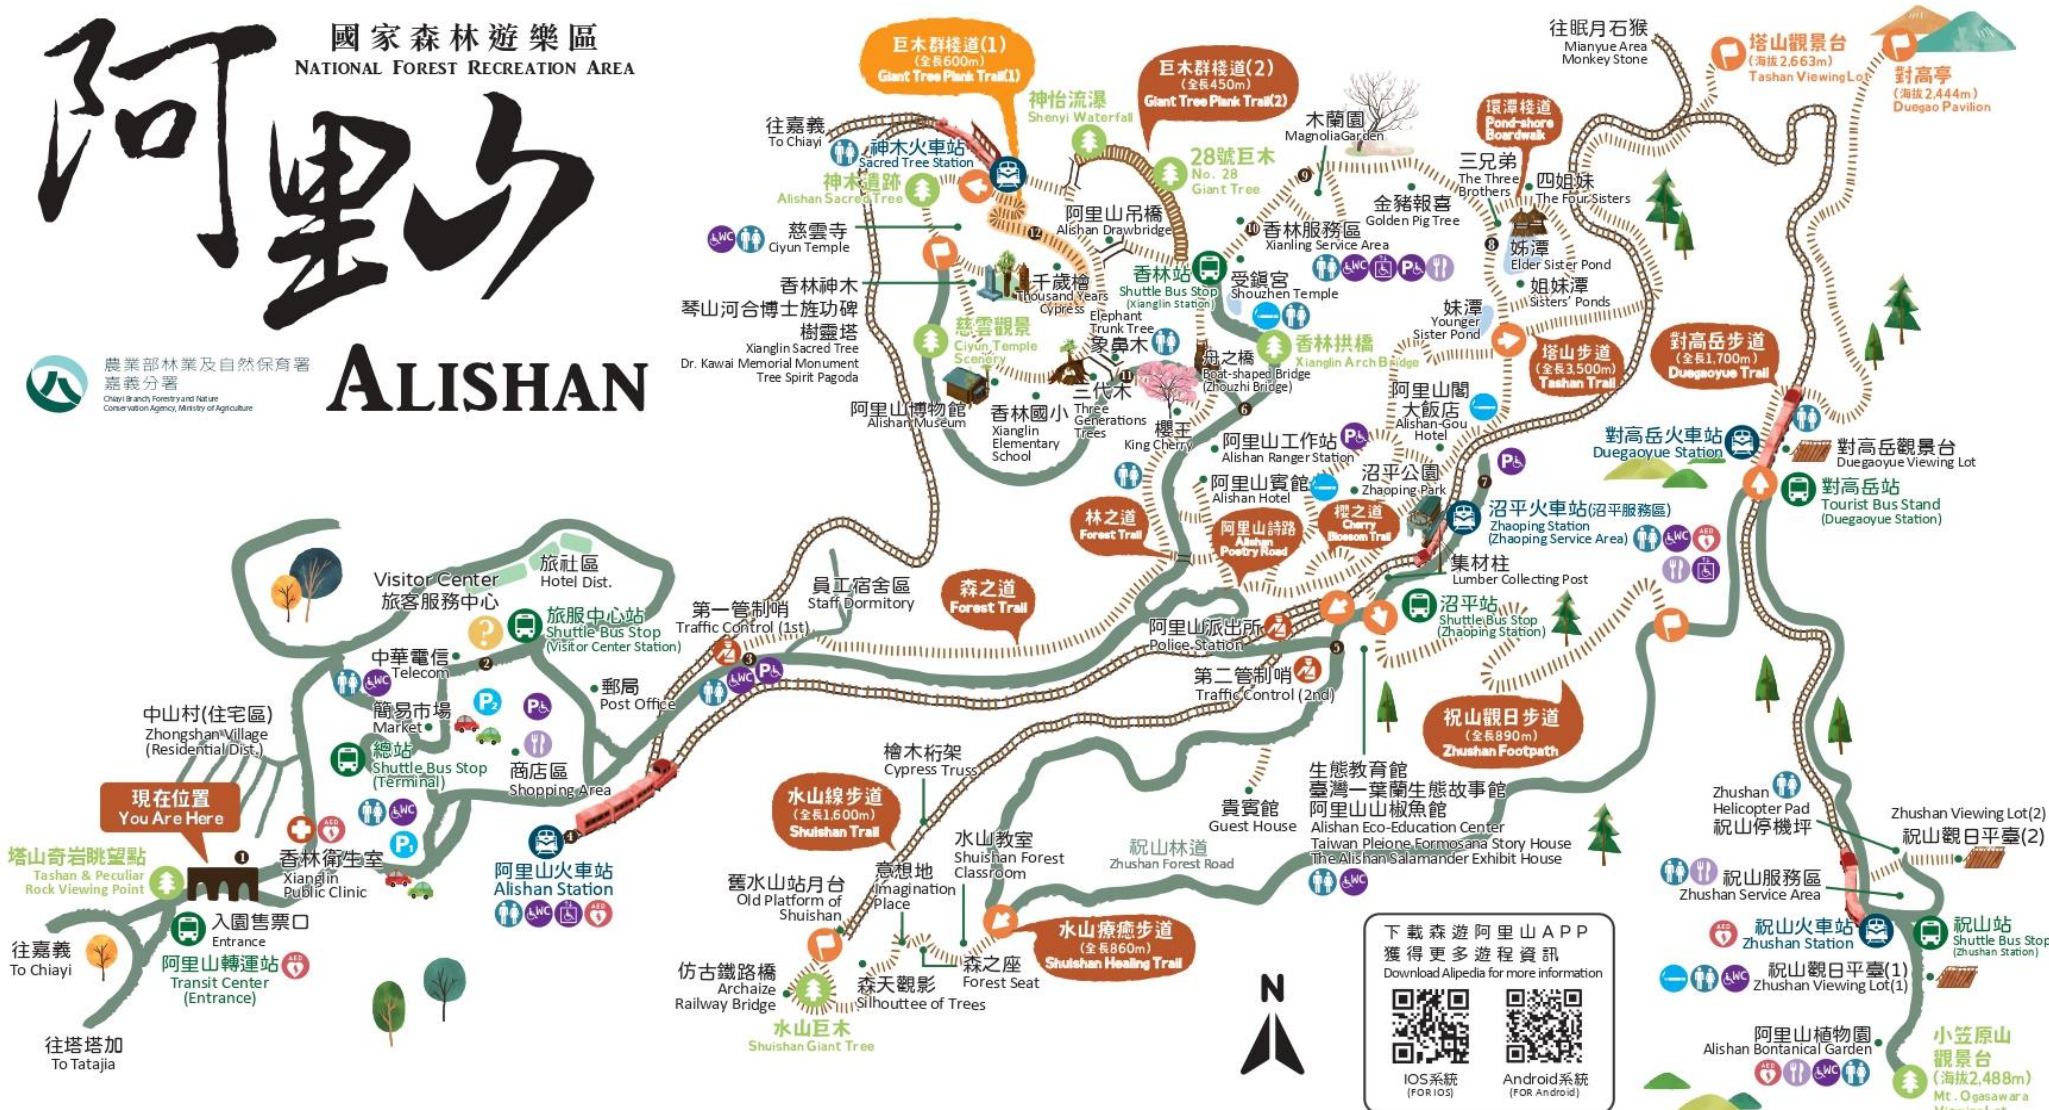 阿里山
國家森林遊樂區
NATIONAL FOREST RECREATION AREA
ALISHAN
農業部林業及自然保育署
嘉義分署
Chiayi Branch, Forestry and Nature
Conservation Agency, Ministry of Agriculture
巨木群棧道(1)
(全長600m)
Giant Tree Plank Trail(1)
巨木群棧道(2)
(全長450m)
Giant Tree Plank Trail(2)
神怡流瀑
Shenyi Waterfall
往嘉義
To Chiayi
神木火車站
Sacred Tree Station
神木遺跡
Alishan Sacred Tree
28號巨木
No. 28
Giant Tree
木蘭園
MagnoliaGarden
環潭棧道
Pond-shore
Boardwalk
往眠月石猴
Mianyue Area
Monkey Stone
塔山觀景台
(海拔2,663m)
Tashan Viewing Lot
對高亭
(海拔2,444m)
Duegao Pavilion
三兄弟
The Three
Brothers
四姐妹
The Four Sisters
金豬報喜
Golden Pig Tree
慈雲寺
Ciyun Temple
WC
阿里山吊橋
Alishan Drawbridge
9
10
12
8
香林服務區
Xianling Service Area
WC
P
姊潭
Elder Sister Pond
姐妹潭
Sisters' Ponds
香林神木
琴山河合博士旌功碑
樹靈塔
Xianglin Sacred Tree
Dr. Kawai Memorial Monument
Tree Spirit Pagoda
千歲檜
Thousand Years
Cypress
香林站
Shuttle Bus Stop
(Xianglin Station)
受鎮宮
Shouzhen Temple
妹潭
Younger
Sister Pond
慈雲觀景
Ciyun Temple
Scenery
Elephant
Trunk Tree
象鼻木
香林拱橋
Xianglin Arch Bridge
舟之橋
Boat-shaped Bridge
(Zhouzhi Bridge)
塔山步道
(全長3,500m)
Tashan Trail
對高岳步道
(全長1,700m)
Duegaoyue Trail
阿里山博物館
Alishan Museum
香林國小
Xianglin
Elementary
School
三代木
Three
Generations
Trees
11
櫻王
King Cherry
6
阿里山閣
大飯店
Alishan-Gou
Hotel
阿里山工作站
Alishan Ranger Station
P
阿里山賓館
Alishan Hotel
沼平公園
Zhaoping Park
P
7
對高岳火車站
Duegaoyue Station
對高岳觀景台
Duegaoyue Viewing Lot
對高岳站
Tourist Bus Stand
(Duegaoyue Station)
林之道
Forest Trail
阿里山詩路
Alishan
Poetry Road
櫻之道
Cherry
Blossom Trail
沼平火車站(沼平服務區)
Zhaoping Station
(Zhaoping Service Area)
WC
AED
集材柱
Lumber Collecting Post
旅社區
Hotel Dist.
Visitor Center
旅客服務中心
?
旅服中心站
Shuttle Bus Stop
(Visitor Center Station)
第一管制哨
Traffic Control (1st)
員工宿舍區
Staff Dormitory
森之道
Forest Trail
沼平站
Shuttle Bus Stop
(Zhaoping Station)
阿里山派出所
Police Station
第二管制哨
Traffic Control (2nd)
5
3
WC
P
中華電信
Telecom
2
WC
郵局
Post Office
P2
P
簡易市場
Market
中山村(住宅區)
Zhongshan Village
(Residential Dist.)
總站
Shuttle Bus Stop
(Terminal)
商店區
Shopping Area
祝山觀日步道
(全長890m)
Zhushan Footpath
現在位置
You Are Here
WC
AED
P1
塔山奇岩眺望點
Tashan & Peculiar
Rock Viewing Point
1
香林衛生室
Xianglin
Public Clinic
4
阿里山火車站
Alishan Station
WC
AED
水山線步道
(全長1,600m)
Shuishan Trail
檜木桁架
Cypress Truss
貴賓館
Guest House
祝山林道
Zhushan Forest Road
生態教育館
臺灣一葉蘭生態故事館
阿里山山椒魚館
Alishan Eco-Education Center
Taiwan Pleione Formosana Story House
The Alishan Salamander Exhibit House
WC
Zhushan
Helicopter Pad
祝山停機坪
Zhushan Viewing Lot(2)
祝山觀日平臺(2)
祝山服務區
Zhushan Service Area
入園售票口
Entrance
往嘉義
To Chiayi
阿里山轉運站
Transit Center
(Entrance)
AED
往塔塔加
To Tatajia
舊水山站月台
Old Platform of
Shuishan
意想地
Imagination
Place
水山教室
Shuishan Forest
Classroom
水山療癒步道
(全長860m)
Shuishan Healing Trail
仿古鐵路橋
Archaize
Railway Bridge
森天觀影
Silhouttee of Trees
森之座
Forest Seat
水山巨木
Shuishan Giant Tree
N
下載森遊阿里山APP
獲得更多遊程資訊
Download Alipedia for more information
IOS系統
(FOR IOS)
Android系統
(FOR Android)
AED
祝山火車站
Zhushan Station
祝山站
Shuttle Bus Stop
(Zhushan Station)
WC
祝山觀日平臺(1)
Zhushan Viewing Lot(1)
阿里山植物園
Alishan Bontanical Garden
AED
WC
小笠原山
觀景台
(海拔2,488m)
Mt. Ogasawara